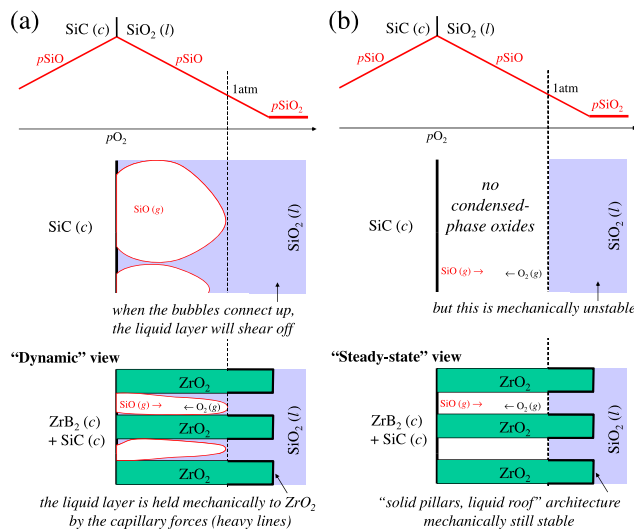 (a)
SiC (c)
SiO2 (l)
pSiO
pSiO
1atm
pSiO2
pO2
SiC (c)
SiO (g)
SiO2 (l)
when the bubbles connect up,
the liquid layer will shear off
“Dynamic” view
ZrB2 (c)
+ SiC (c)
ZrO2
SiO (g) →
← O2 (g)
ZrO2
ZrO2
SiO2 (l)
the liquid layer is held mechanically to ZrO2
by the capillary forces (heavy lines)
(b)
SiC (c)
SiO2 (l)
pSiO
pSiO
1atm
pSiO2
pO2
SiC (c)
no
condensed-
phase oxides
SiO (g) →
← O2 (g)
SiO2 (l)
but this is mechanically unstable
“Steady-state” view
ZrB2 (c)
+ SiC (c)
ZrO2
SiO (g) →
← O2 (g)
ZrO2
ZrO2
SiO2 (l)
“solid pillars, liquid roof” architecture
mechanically still stable